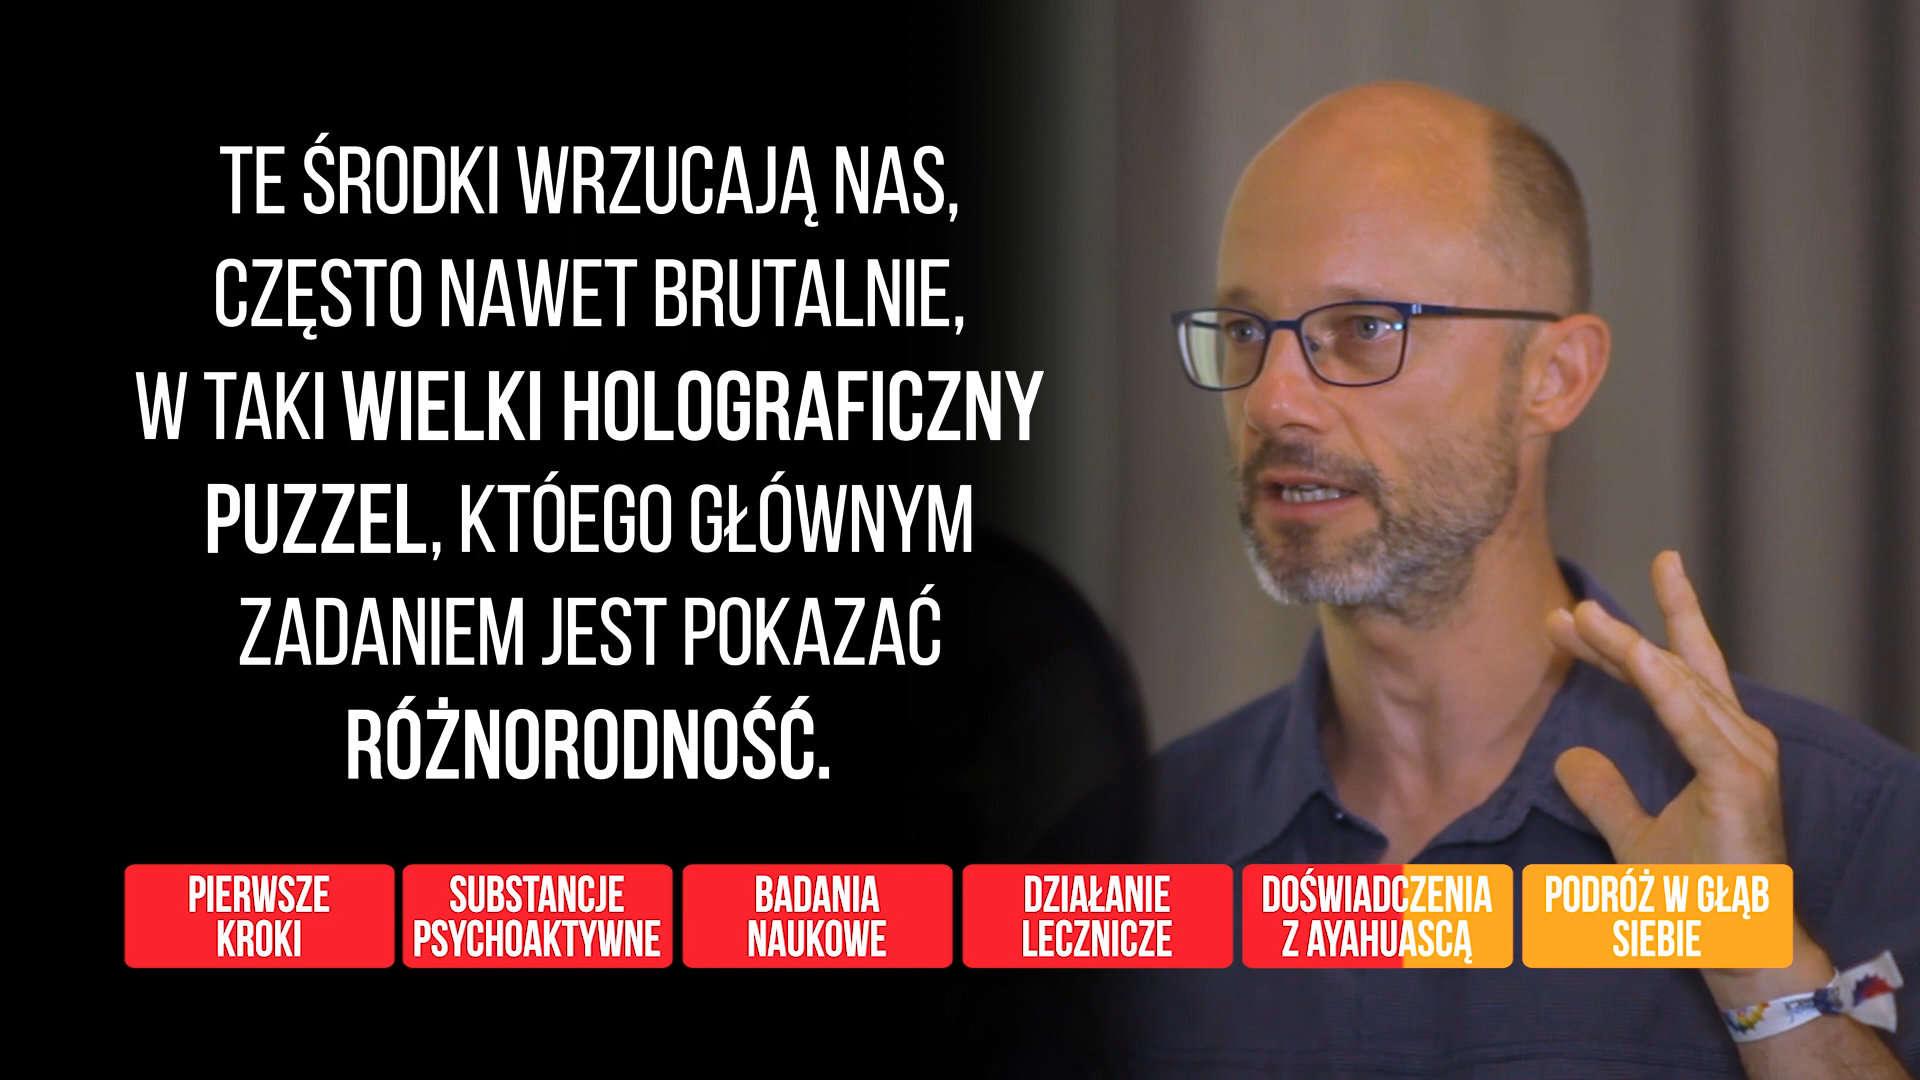 TE ŚRODKI WRZUCAJĄ NAS,
CZĘSTO NAWET BRUTALNIE,
W TAKI WIELKI HOLOGRAFICZNY
PUZZEL, KTÓEGO GŁÓWNYM
ZADANIEM JEST POKAZAĆ
RÓŻNORODNOŚĆ.
PIERWSZE
KROKI
SUBSTANCJE
PSYCHOAKTYWNE
BADANIA
NAUKOWE
DZIAŁANIE
LECZNICZE
DOŚWIADCZENIA
Z AYAHUASCĄ
PODRÓŻ W GŁĄB
SIEBIE